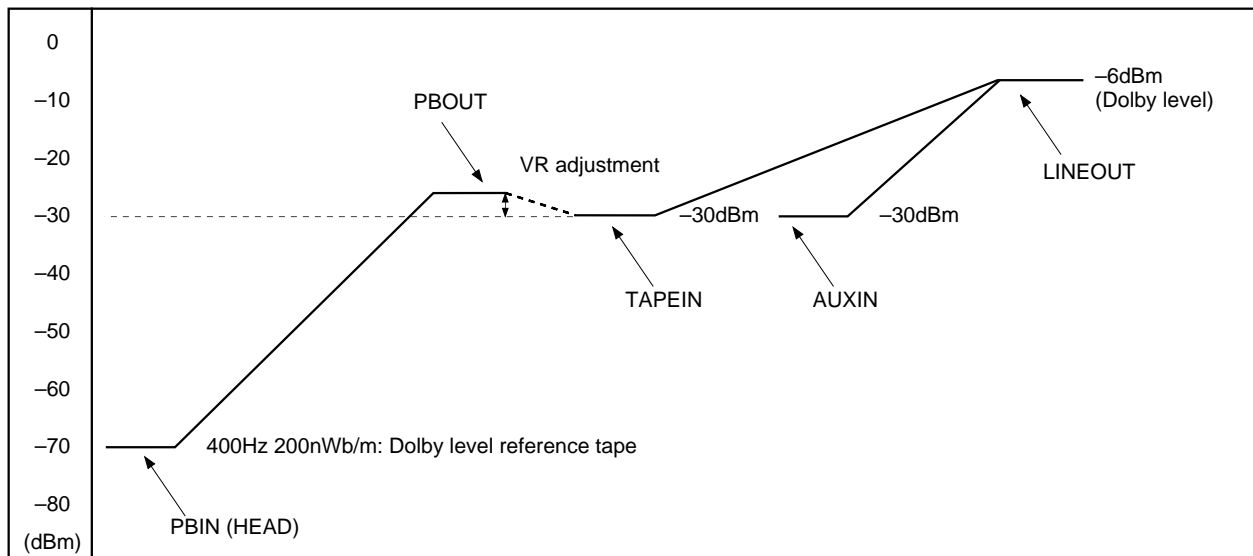 0
–10
–20
–30
–40
–50
–60
–70
–80
(dBm)
PBOUT
VR adjustment
–6dBm
(Dolby level)
LINEOUT
–30dBm
–30dBm
TAPEIN
AUXIN
400Hz 200nWb/m: Dolby level reference tape
PBIN (HEAD)